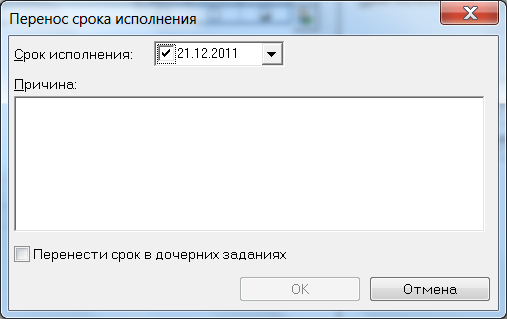 Перенос срока исполнения
Срок исполнения: 21.12.2011
Причина:
Перенести срок в дочерних заданиях
OK Отмена